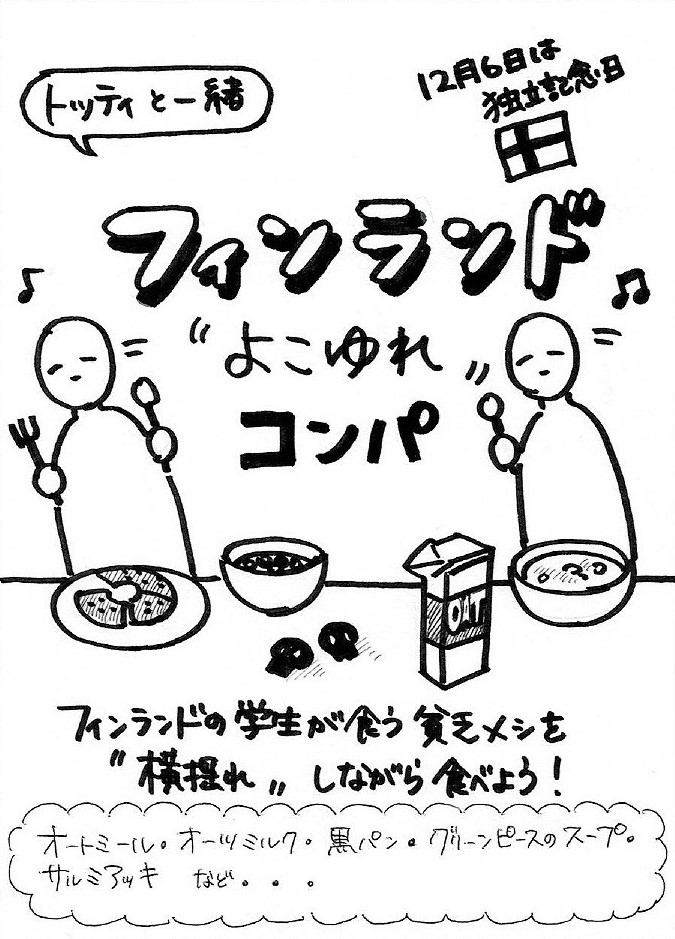 トッティと一緒
12月6日は
独立記念日
フィンランド
"よこゆれ
コンパ
OAT
フィンランドの学生が食う貧乏メシを
"横揺れ„しながら食べよう!
オートミール・オーツミルク・黒パン・グリーンピースのスープ・
サルミアッキ など・・・